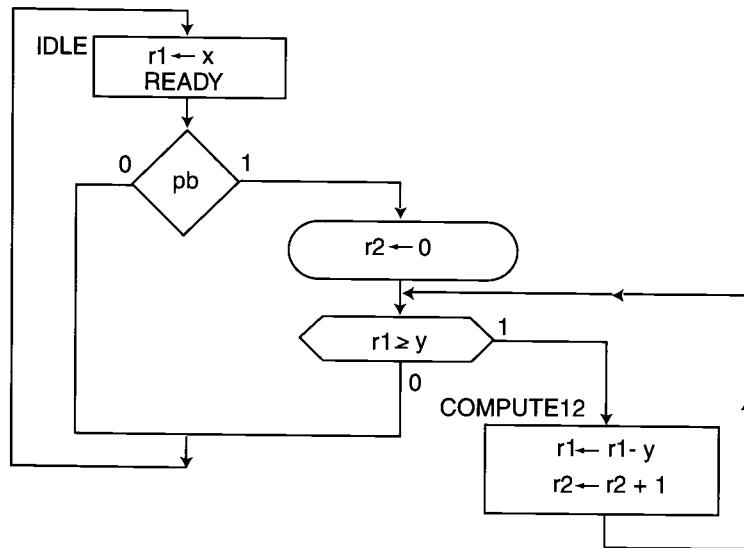 IDLE
r1 ← x
READY
0
pb
1
r2 ← 0
r1 ≥ y
1
0
COMPUTE12
r1 ← r1 - y
r2 ← r2 + 1